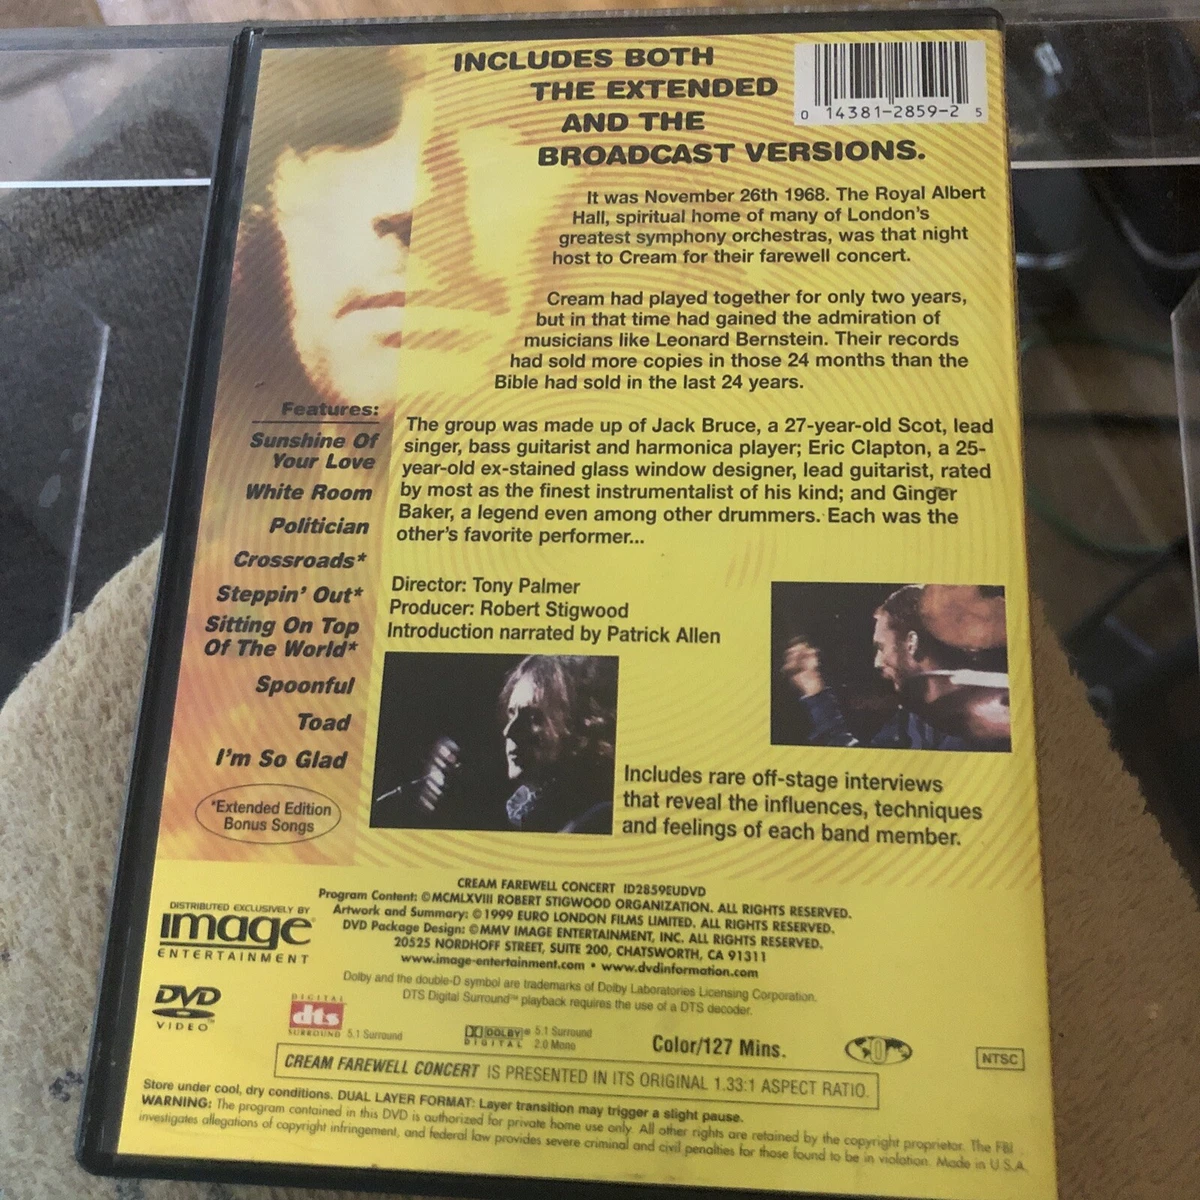 INCLUDES BOTH
THE EXTENDED
AND THE
BROADCAST VERSIONS.
0 14381-2859-2 5
It was November 26th 1968. The Royal Albert
Hall, spiritual home of many of London's
greatest symphony orchestras, was that night
host to Cream for their farewell concert.
Cream had played together for only two years,
but in that time had gained the admiration of
musicians like Leonard Bernstein. Their records
had sold more copies in those 24 months than the
Bible had sold in the last 24 years.
Features:
Sunshine Of
Your Love
White Room
Politician
Crossroads*
Steppin' Out*
Sitting On Top
Of The World*
Spoonful
Toad
I'm So Glad
*Extended Edition
Bonus Songs
The group was made up of Jack Bruce, a 27-year-old Scot, lead
singer, bass guitarist and harmonica player; Eric Clapton, a 25-
year-old ex-stained glass window designer, lead guitarist, rated
by most as the finest instrumentalist of his kind; and Ginger
Baker, a legend even among other drummers. Each was the
other's favorite performer...
Director: Tony Palmer
Producer: Robert Stigwood
Introduction narrated by Patrick Allen
Includes rare off-stage interviews
that reveal the influences, techniques
and feelings of each band member.
CREAM FAREWELL CONCERT ID2859EUDVD
Program Content: ©MCMLXVIII ROBERT STIGWOOD ORGANIZATION. ALL RIGHTS RESERVED.
Artwork and Summary: ©1999 EURO LONDON FILMS LIMITED. ALL RIGHTS RESERVED.
DVD Package Design: ©MMV IMAGE ENTERTAINMENT, INC. ALL RIGHTS RESERVED.
20525 NORDHOFF STREET, SUITE 200, CHATSWORTH, CA 91311
www.image-entertainment.com • www.dvdinformation.com
DISTRIBUTED EXCLUSIVELY BY
image®
ENTERTAINMENT
Dolby and the double-D symbol are trademarks of Dolby Laboratories Licensing Corporation.
DTS Digital Surround™ playback requires the use of a DTS decoder.
DVD
VIDEO™
DIGITAL
dts
SURROUND 5.1 Surround
DOLBY® 5.1 Surround
DIGITAL 2.0 Mono
Color/127 Mins.
0
NTSC
CREAM FAREWELL CONCERT IS PRESENTED IN ITS ORIGINAL 1.33:1 ASPECT RATIO.
Store under cool, dry conditions. DUAL LAYER FORMAT: Layer transition may trigger a slight pause.
WARNING: The program contained in this DVD is authorized for private home use only. All other rights are retained by the copyright proprietor. The FBI
investigates allegations of copyright infringement, and federal law provides severe criminal and civil penalties for those found to be in violation. Made in U.S.A.